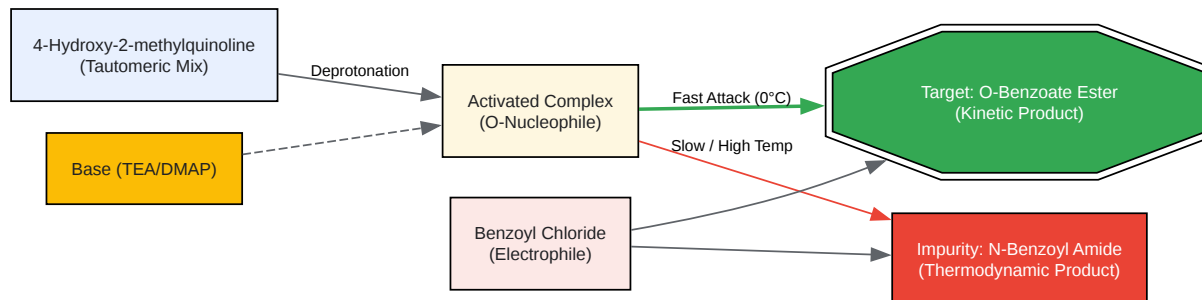 4-Hydroxy-2-methylquinoline
(Tautomeric Mix)
Deprotonation
Base (TEA/DMAP)
Activated Complex
(O-Nucleophile)
Fast Attack (0°C)
Slow / High Temp
Benzoyl Chloride
(Electrophile)
Target: O-Benzoate Ester
(Kinetic Product)
Impurity: N-Benzoyl Amide
(Thermodynamic Product)